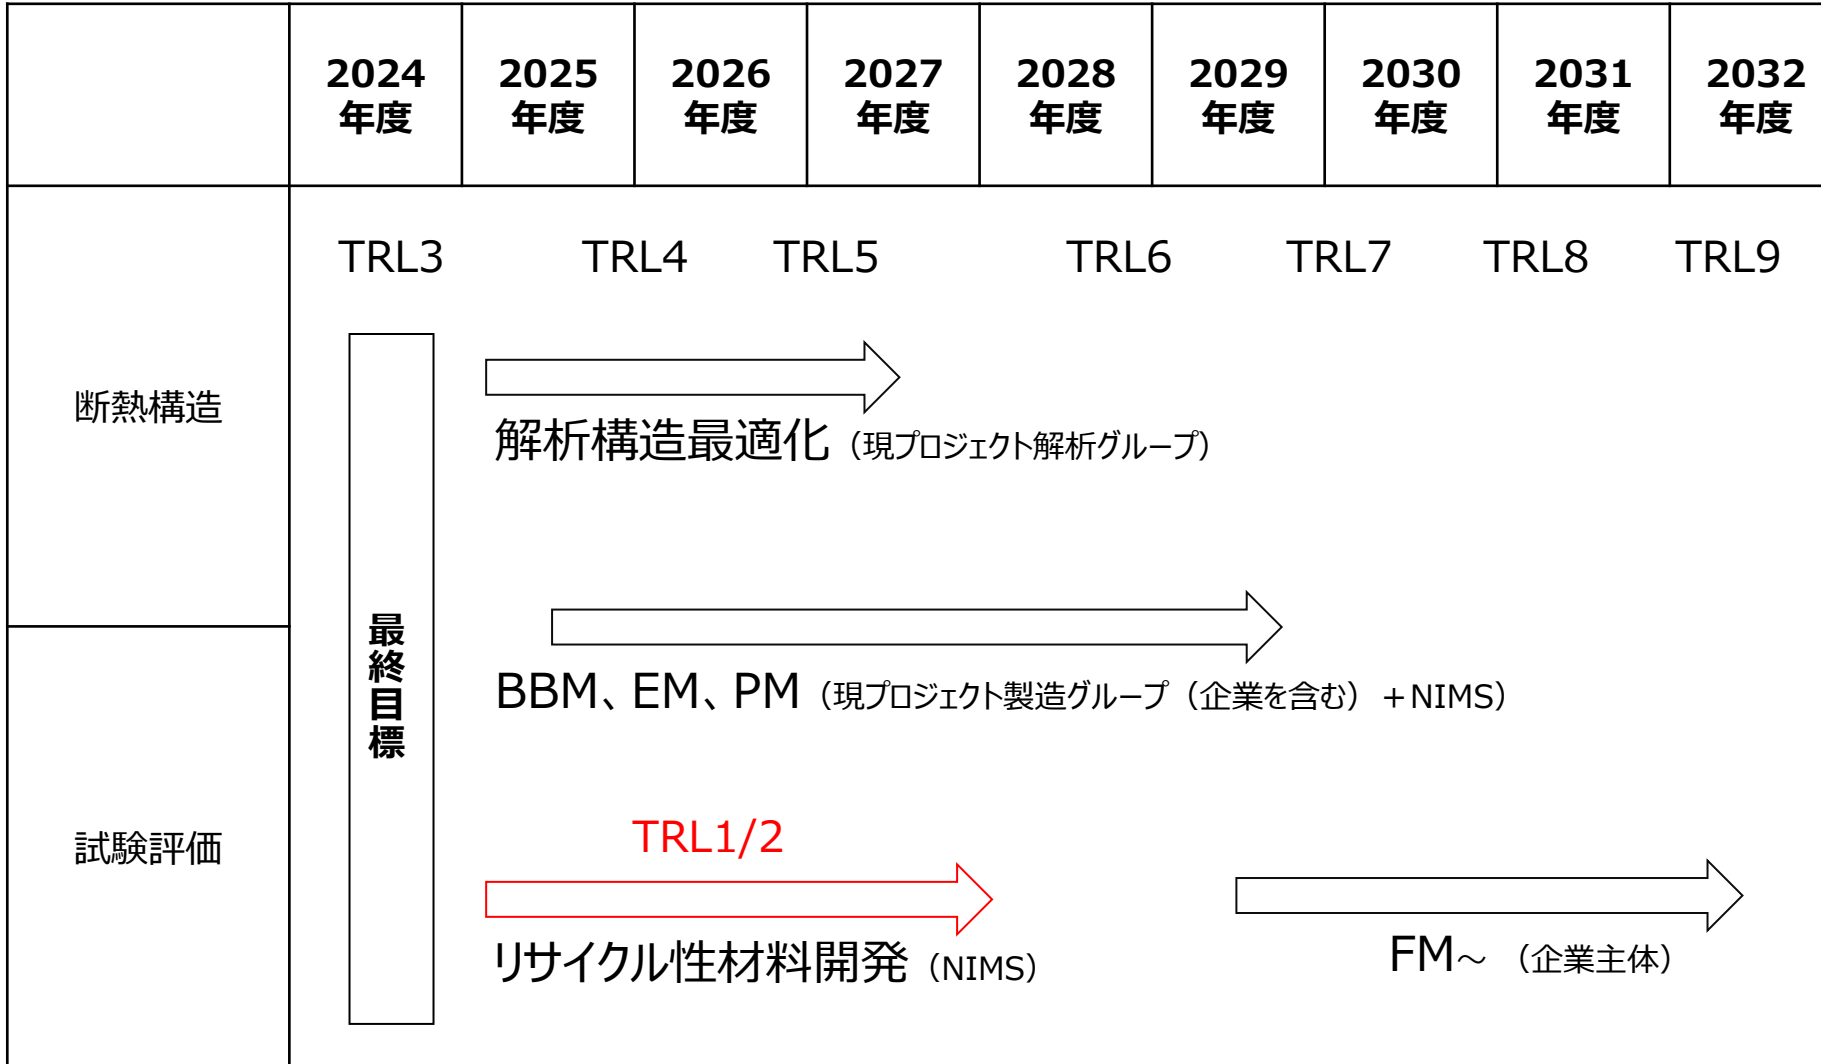 2024
年度
2025
年度
2026
年度
2027
年度
2028
年度
2029
年度
2030
年度
2031
年度
2032
年度
断熱構造
TRL3
TRL4
TRL5
TRL6
TRL7
TRL8
TRL9
最終目標
解析構造最適化（現プロジェクト解析グループ）
BBM、EM、PM（現プロジェクト製造グループ（企業を含む）＋NIMS）
試験評価
TRL1/2
リサイクル性材料開発（NIMS）
FM～（企業主体）